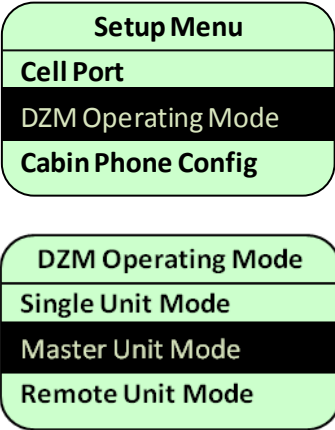 Setup Menu
Cell Port
DZM Operating Mode
Cabin Phone Config
DZM Operating Mode
Single Unit Mode
Master Unit Mode
Remote Unit Mode